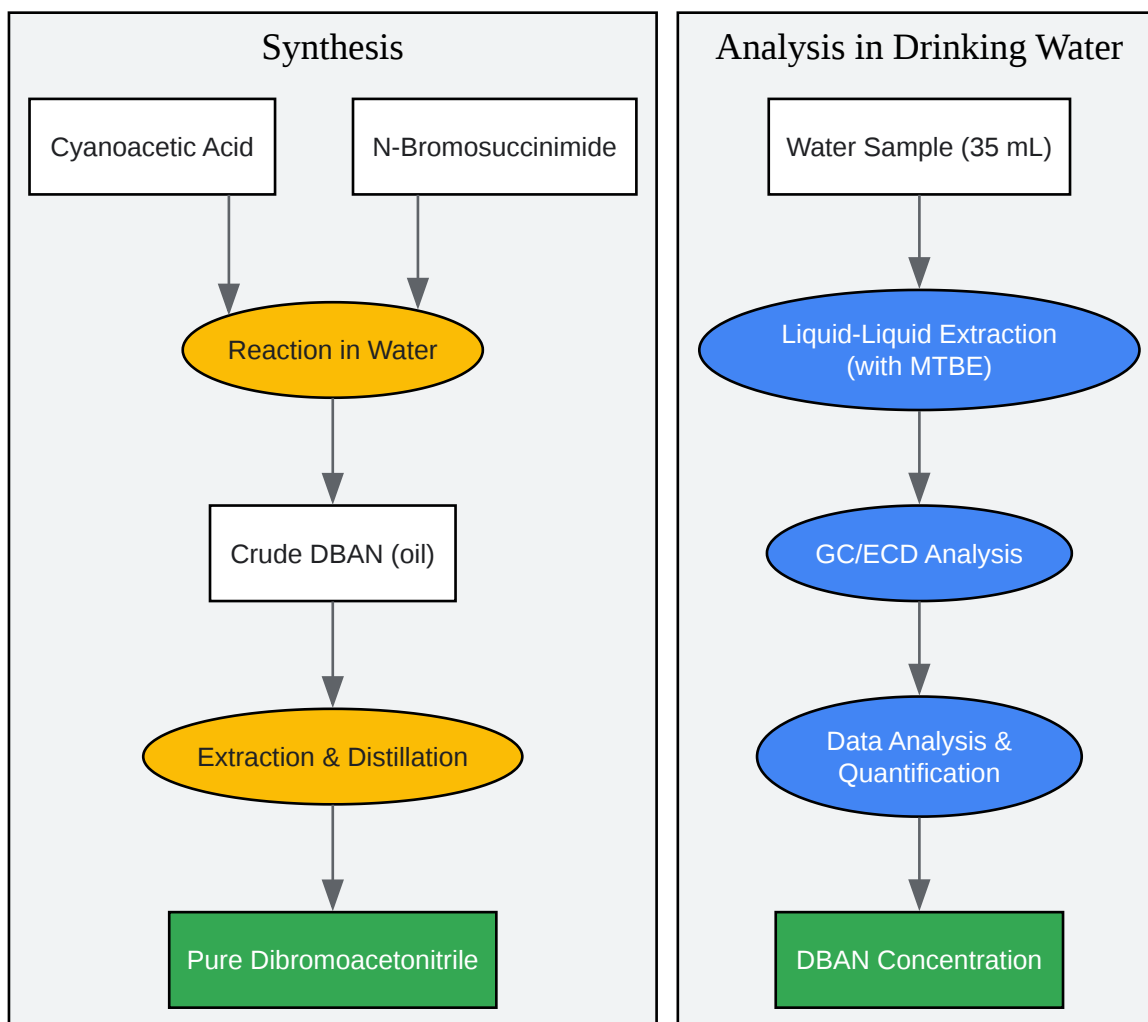 Synthesis
Cyanoacetic Acid
N-Bromosuccinimide
Reaction in Water
Crude DBAN (oil)
Extraction & Distillation
Pure Dibromoacetonitrile
Analysis in Drinking Water
Water Sample (35 mL)
Liquid-Liquid Extraction
(with MTBE)
GC/ECD Analysis
Data Analysis &
Quantification
DBAN Concentration